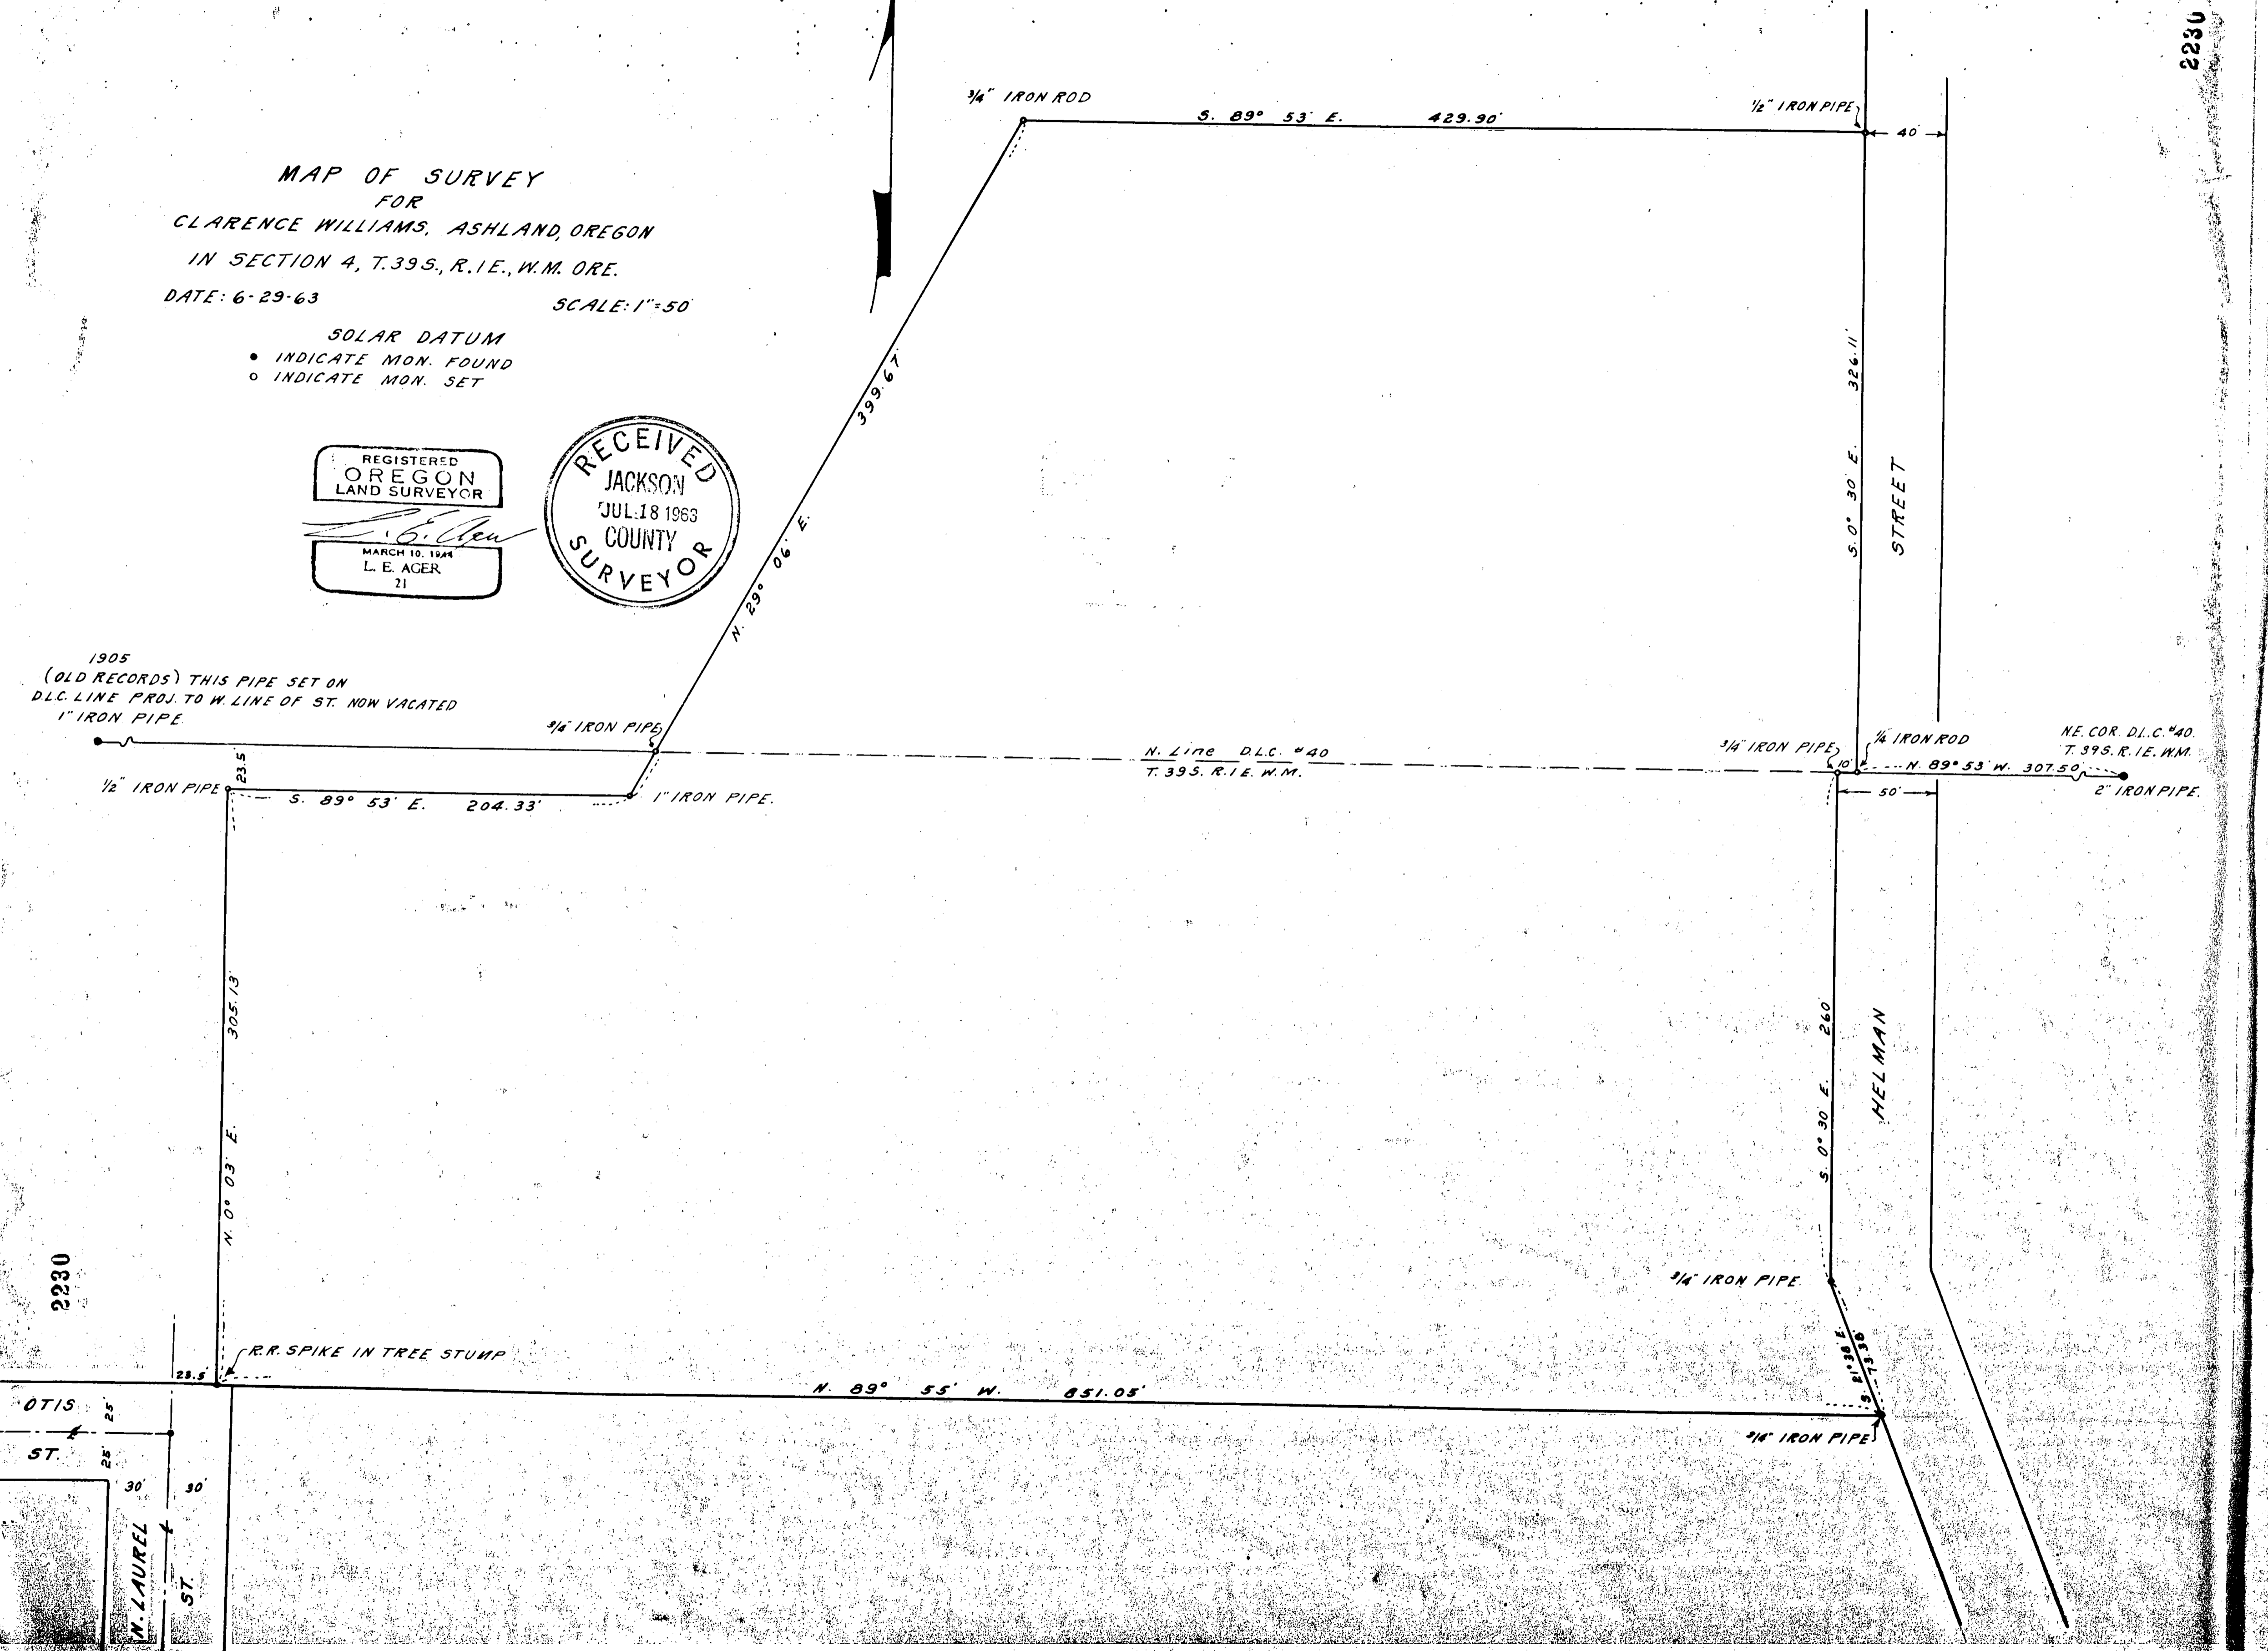 2230
3/4" IRON ROD
S. 89° 53' E. 429.90'
1/2" IRON PIPE
40'
MAP OF SURVEY
FOR
CLARENCE WILLIAMS, ASHLAND, OREGON
IN SECTION 4, T.39S., R.1E., W.M. ORE.
DATE: 6-29-63 SCALE: 1"=50'
SOLAR DATUM
● INDICATE MON. FOUND
○ INDICATE MON. SET
REGISTERED
OREGON
LAND SURVEYOR
L. E. Ager
MARCH 10, 1944
L. E. AGER
21
RECEIVED
JACKSON
JUL 18 1963
COUNTY
SURVEYOR
N. 29° 06' E. 399.67'
S. 0° 30' E. 326.11'
STREET
1905
(OLD RECORDS) THIS PIPE SET ON
D.L.C. LINE PROJ. TO W. LINE OF ST. NOW VACATED
1" IRON PIPE
3/4" IRON PIPE
N. Line D.L.C. #40
T. 39S. R.1E. W.M.
3/4" IRON PIPE
IRON ROD
10'
N. 89° 53' W. 307.50'
N.E. COR. D.L.C. #40.
T. 39S. R.1E. W.M.
2" IRON PIPE.
50'
23.5
1/2" IRON PIPE
S. 89° 53' E. 204.33'
1" IRON PIPE.
N. 0° 03' E. 305.13'
S. 0° 30' E. 260
HELMAN
3/4" IRON PIPE
S. 21° 38' E. 73.38'
2230
R.R. SPIKE IN TREE STUMP
23.5'
N. 89° 55' W. 851.05'
3/4" IRON PIPE
OTIS
ST.
25'
25'
30'
30'
N. LAUREL
ST.